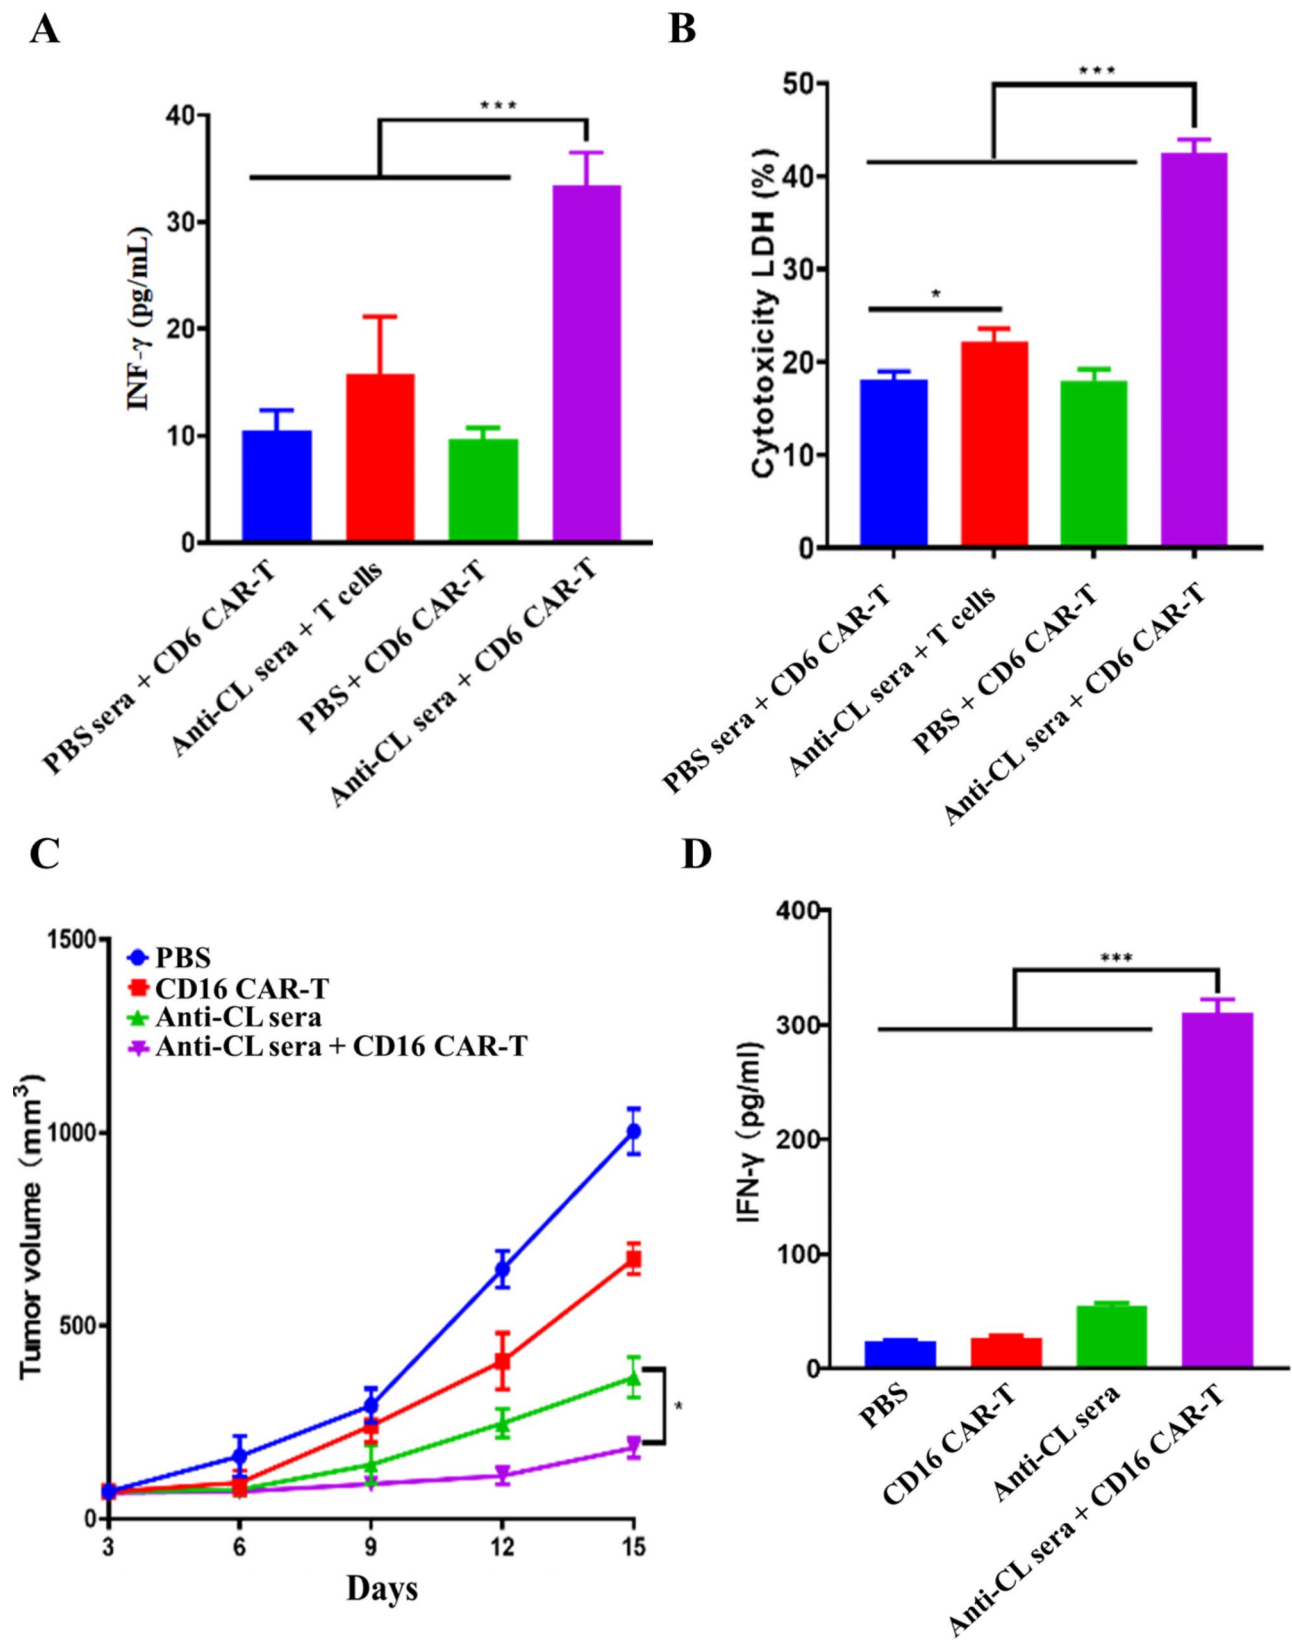 A
40
30
20
10
0
INF-γ (pg/mL)
***
PBS sera + CD6 CAR-T
Anti-CL sera + T cells
PBS + CD6 CAR-T
Anti-CL sera + CD6 CAR-T
B
50
40
30
20
10
0
Cytotoxicity LDH (%)
***
*
PBS sera + CD6 CAR-T
Anti-CL sera + T cells
PBS + CD6 CAR-T
Anti-CL sera + CD6 CAR-T
C
1500
1000
500
0
Tumor volume (mm³)
PBS
CD16 CAR-T
Anti-CL sera
Anti-CL sera + CD16 CAR-T
*
3 6 9 12 15
Days
D
400
300
200
100
0
IFN-γ (pg/ml)
***
PBS
CD16 CAR-T
Anti-CL sera
Anti-CL sera + CD16 CAR-T